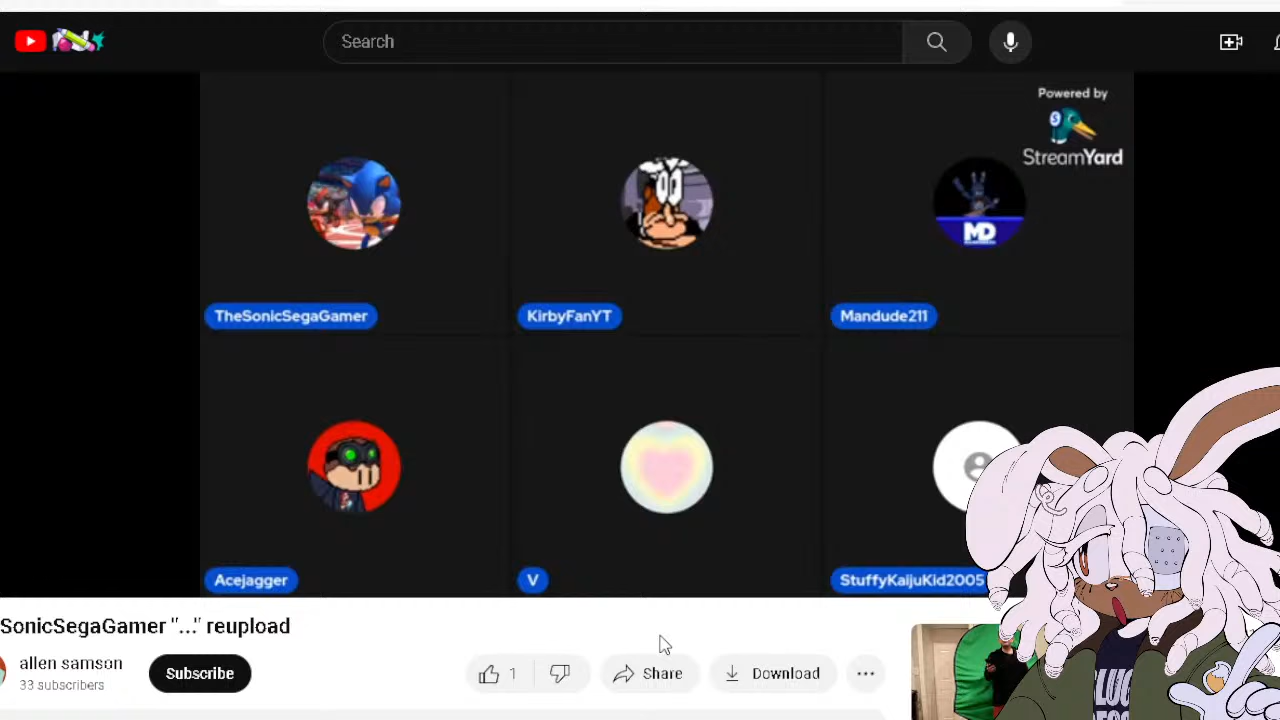 Search
Powered by
StreamYard
MD
TheSonicSegaGamer
KirbyFanYT
Mandude211
Acejagger
V
StuffyKaijuKid2005
SonicSegaGamer "..." reupload
allen samson
33 subscribers
Subscribe
1
Share
Download